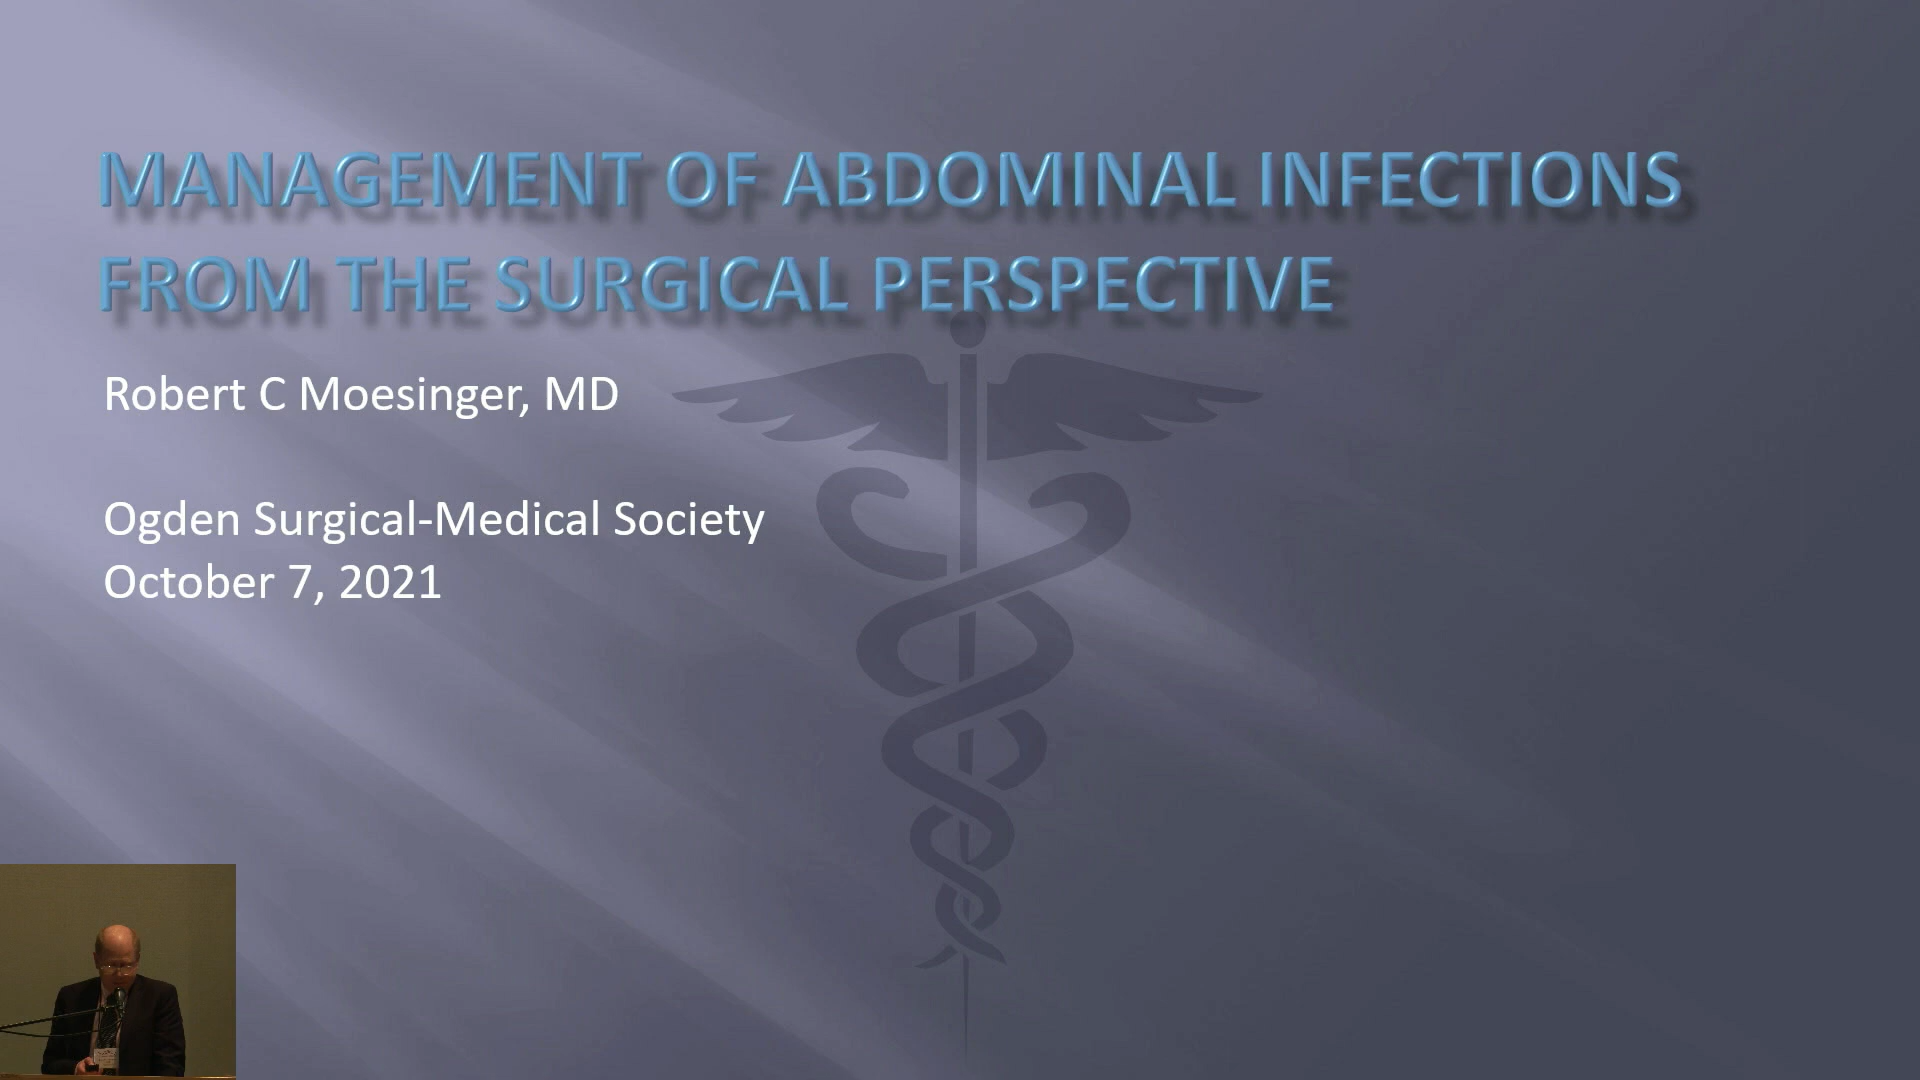 MANAGEMENT OF ABDOMINAL INFECTIONS
FROM THE SURGICAL PERSPECTIVE
Robert C Moesinger, MD
Ogden Surgical-Medical Society
October 7, 2021